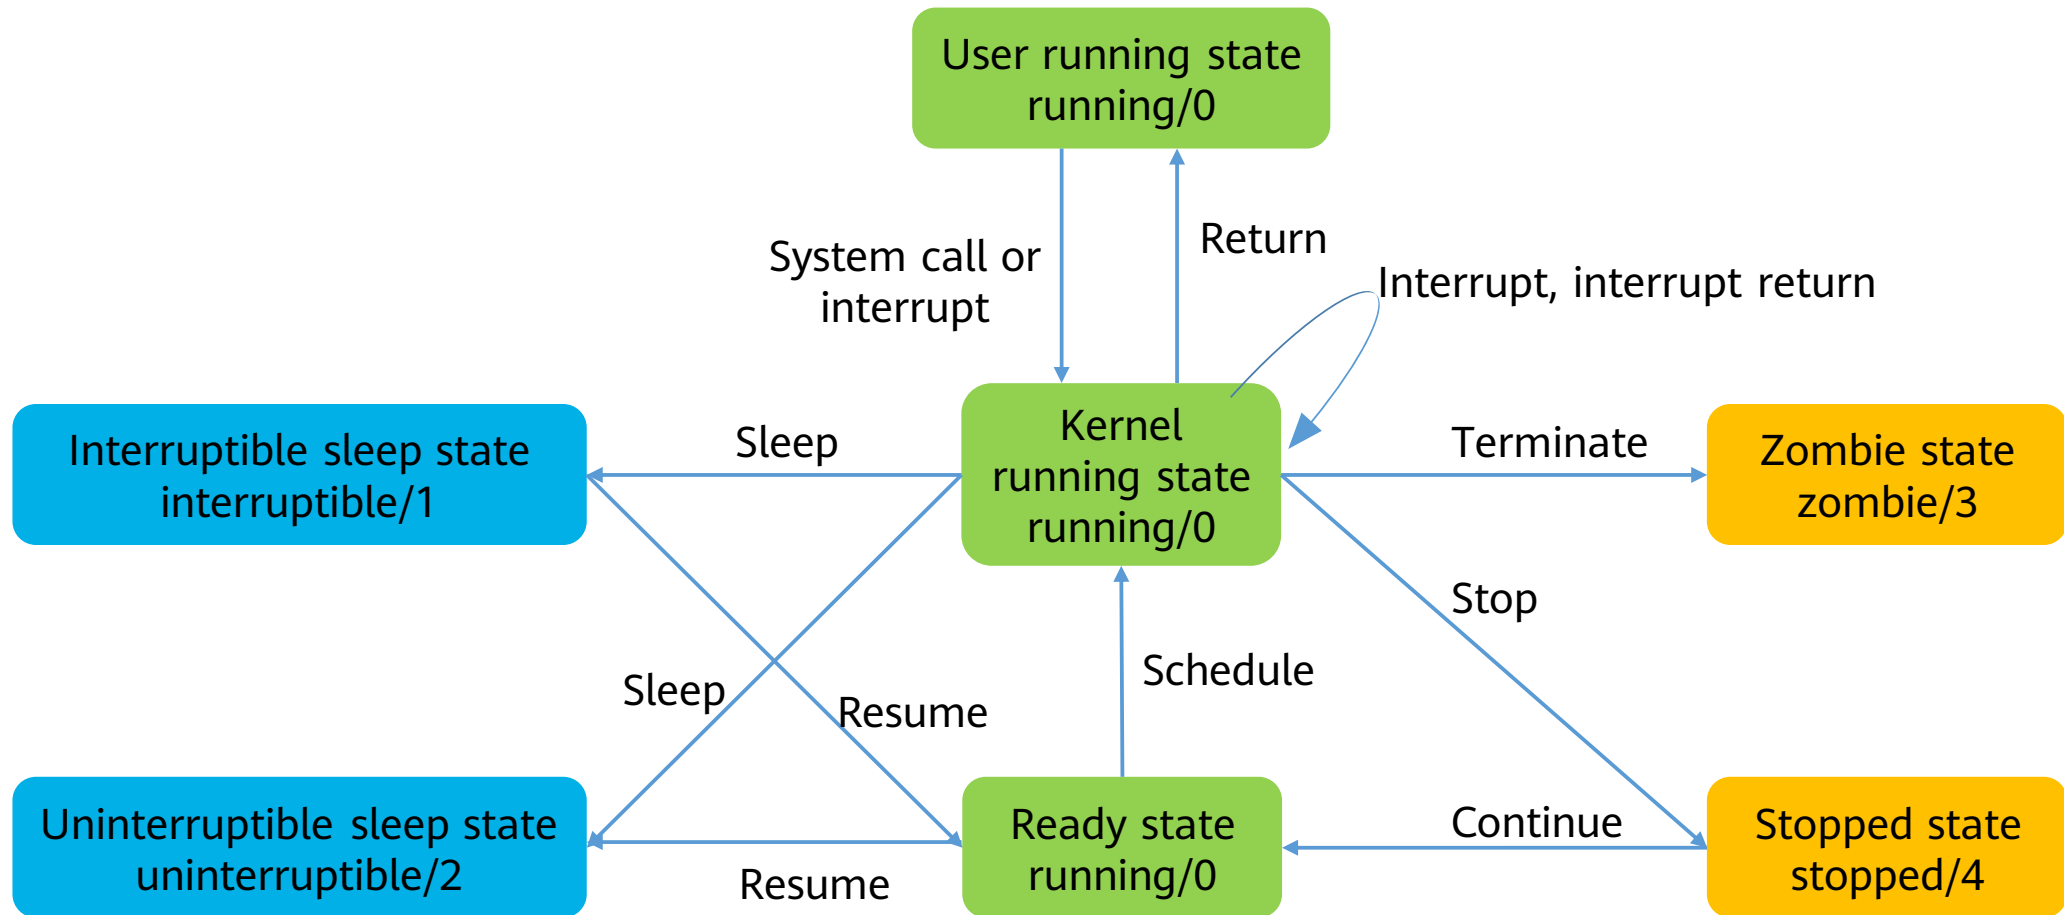 User running state
running/0
System call or
interrupt
Return
Interrupt, interrupt return
Interruptible sleep state
interruptible/1
Sleep
Kernel
running state
running/0
Terminate
Zombie state
zombie/3
Stop
Sleep
Resume
Schedule
Uninterruptible sleep state
uninterruptible/2
Resume
Ready state
running/0
Continue
Stopped state
stopped/4